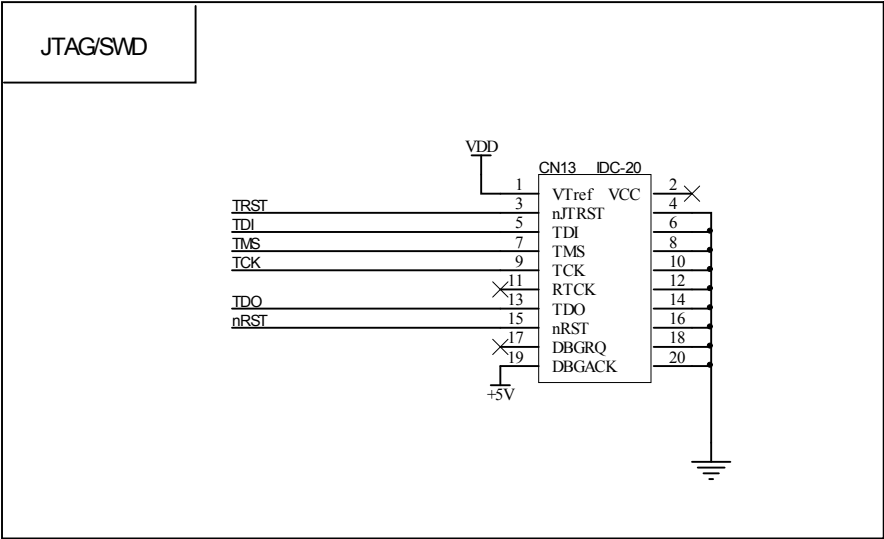 JTAG/SWD
VDD
CN13 IDC-20
1 VTref VCC 2
TRST 3 nJTRST 4
TDI 5 TDI 6
TMS 7 TMS 8
TCK 9 TCK 10
11 RTCK 12
TDO 13 TDO 14
nRST 15 nRST 16
17 DBGRQ 18
19 DBGACK 20
+5V